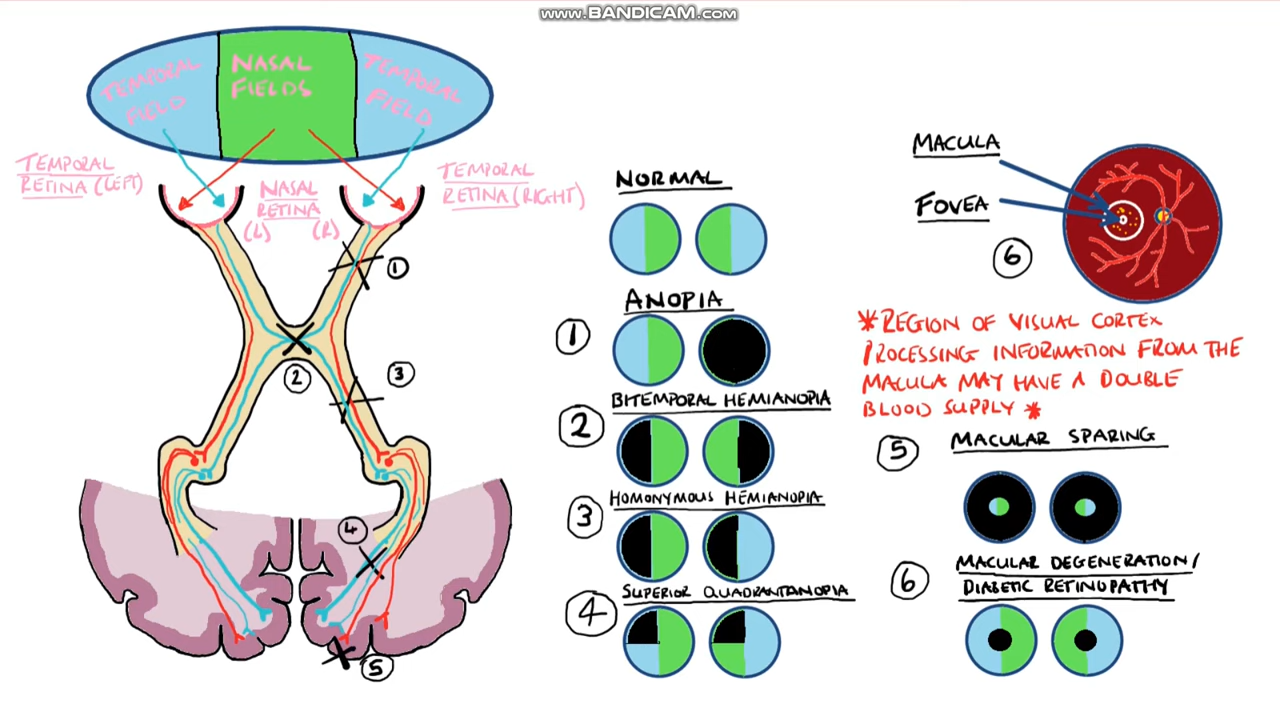 www.BANDICAM.com
TEMPORAL
FIELD
NASAL
FIELDS
TEMPORAL
FIELD
TEMPORAL
RETINA (LEFT)
NASAL
RETINA
(L) (R)
TEMPORAL
RETINA (RIGHT)
1
2
3
4
5
NORMAL
ANOPIA
1
BITEMPORAL HEMIANOPIA
2
HOMONYMOUS HEMIANOPIA
3
SUPERIOR QUADRANTANOPIA
4
MACULA
FOVEA
6
*REGION OF VISUAL CORTEX
PROCESSING INFORMATION FROM THE
MACULA MAY HAVE A DOUBLE
BLOOD SUPPLY *
5
MACULAR SPARING
6
MACULAR DEGENERATION/
DIABETIC RETINOPATHY